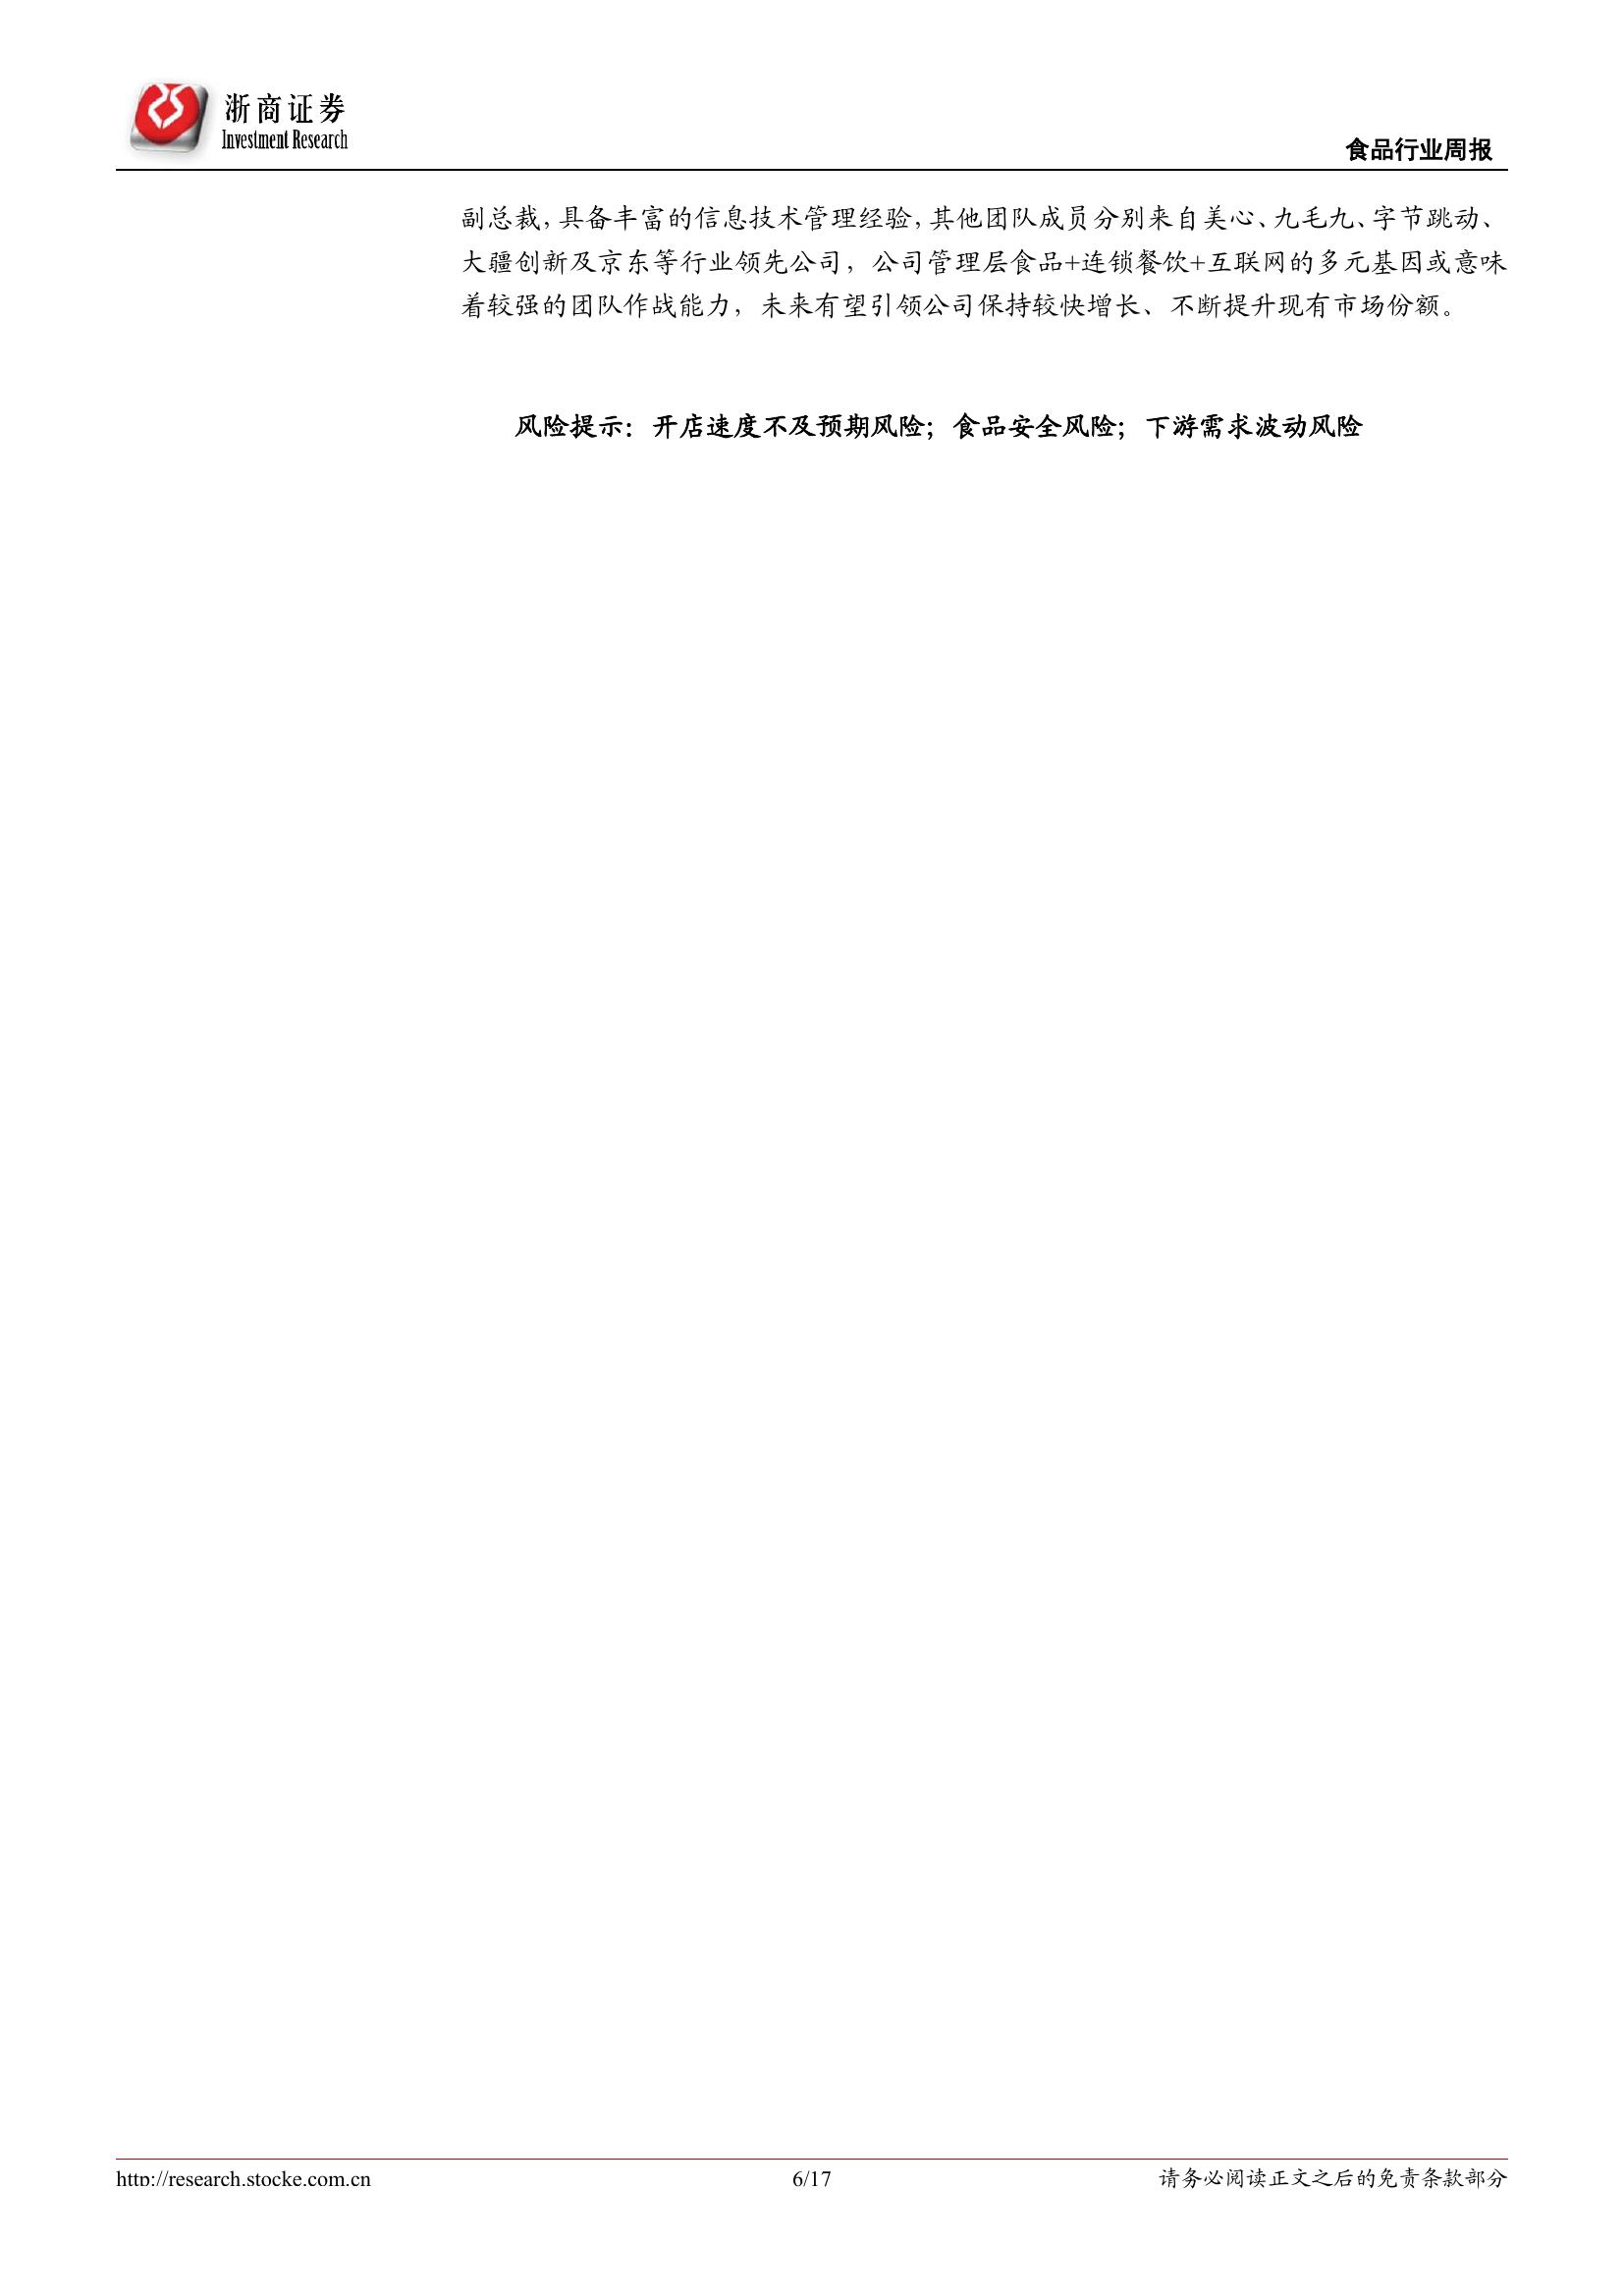 浙商证券
Investment Research
食品行业周报
副总裁，具备丰富的信息技术管理经验，其他团队成员分别来自美心、九毛九、字节跳动、
大疆创新及京东等行业领先公司，公司管理层食品+连锁餐饮+互联网的多元基因或意味
着较强的团队作战能力，未来有望引领公司保持较快增长、不断提升现有市场份额。
风险提示：开店速度不及预期风险；食品安全风险；下游需求波动风险
http://research.stocke.com.cn
6/17
请务必阅读正文之后的免责条款部分